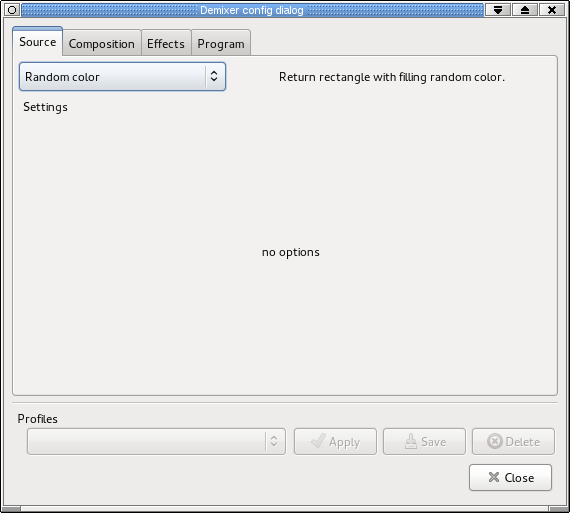 Demixer config dialog
Source Composition Effects Program
Random color Return rectangle with filling random color.
Settings
no options
Profiles
Apply Save Delete
Close